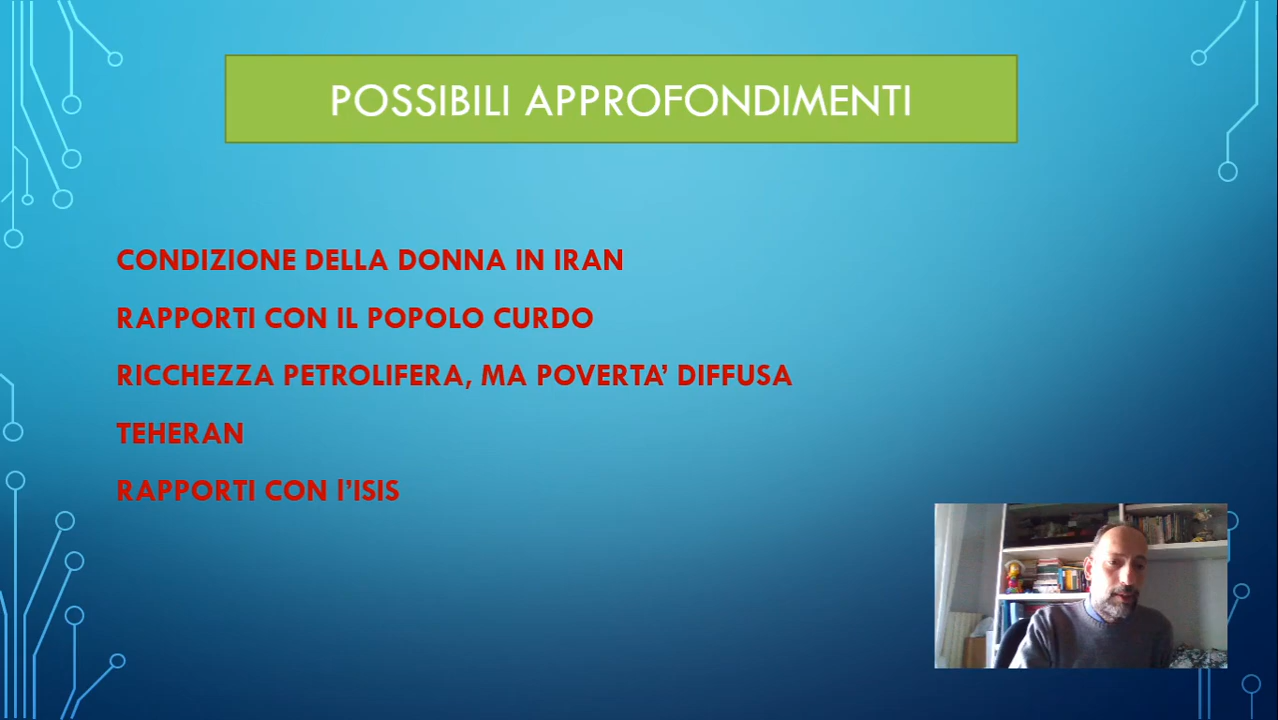 POSSIBILI APPROFONDIMENTI
CONDIZIONE DELLA DONNA IN IRAN
RAPPORTI CON IL POPOLO CURDO
RICCHEZZA PETROLIFERA, MA POVERTA’ DIFFUSA
TEHERAN
RAPPORTI CON l’ISIS